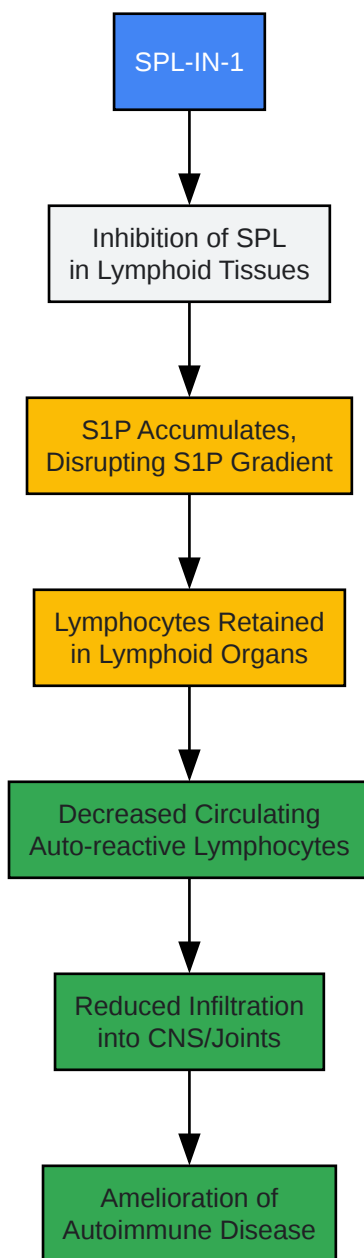 SPL-IN-1
Inhibition of SPL
in Lymphoid Tissues
S1P Accumulates,
Disrupting S1P Gradient
Lymphocytes Retained
in Lymphoid Organs
Decreased Circulating
Auto-reactive Lymphocytes
Reduced Infiltration
into CNS/Joints
Amelioration of
Autoimmune Disease